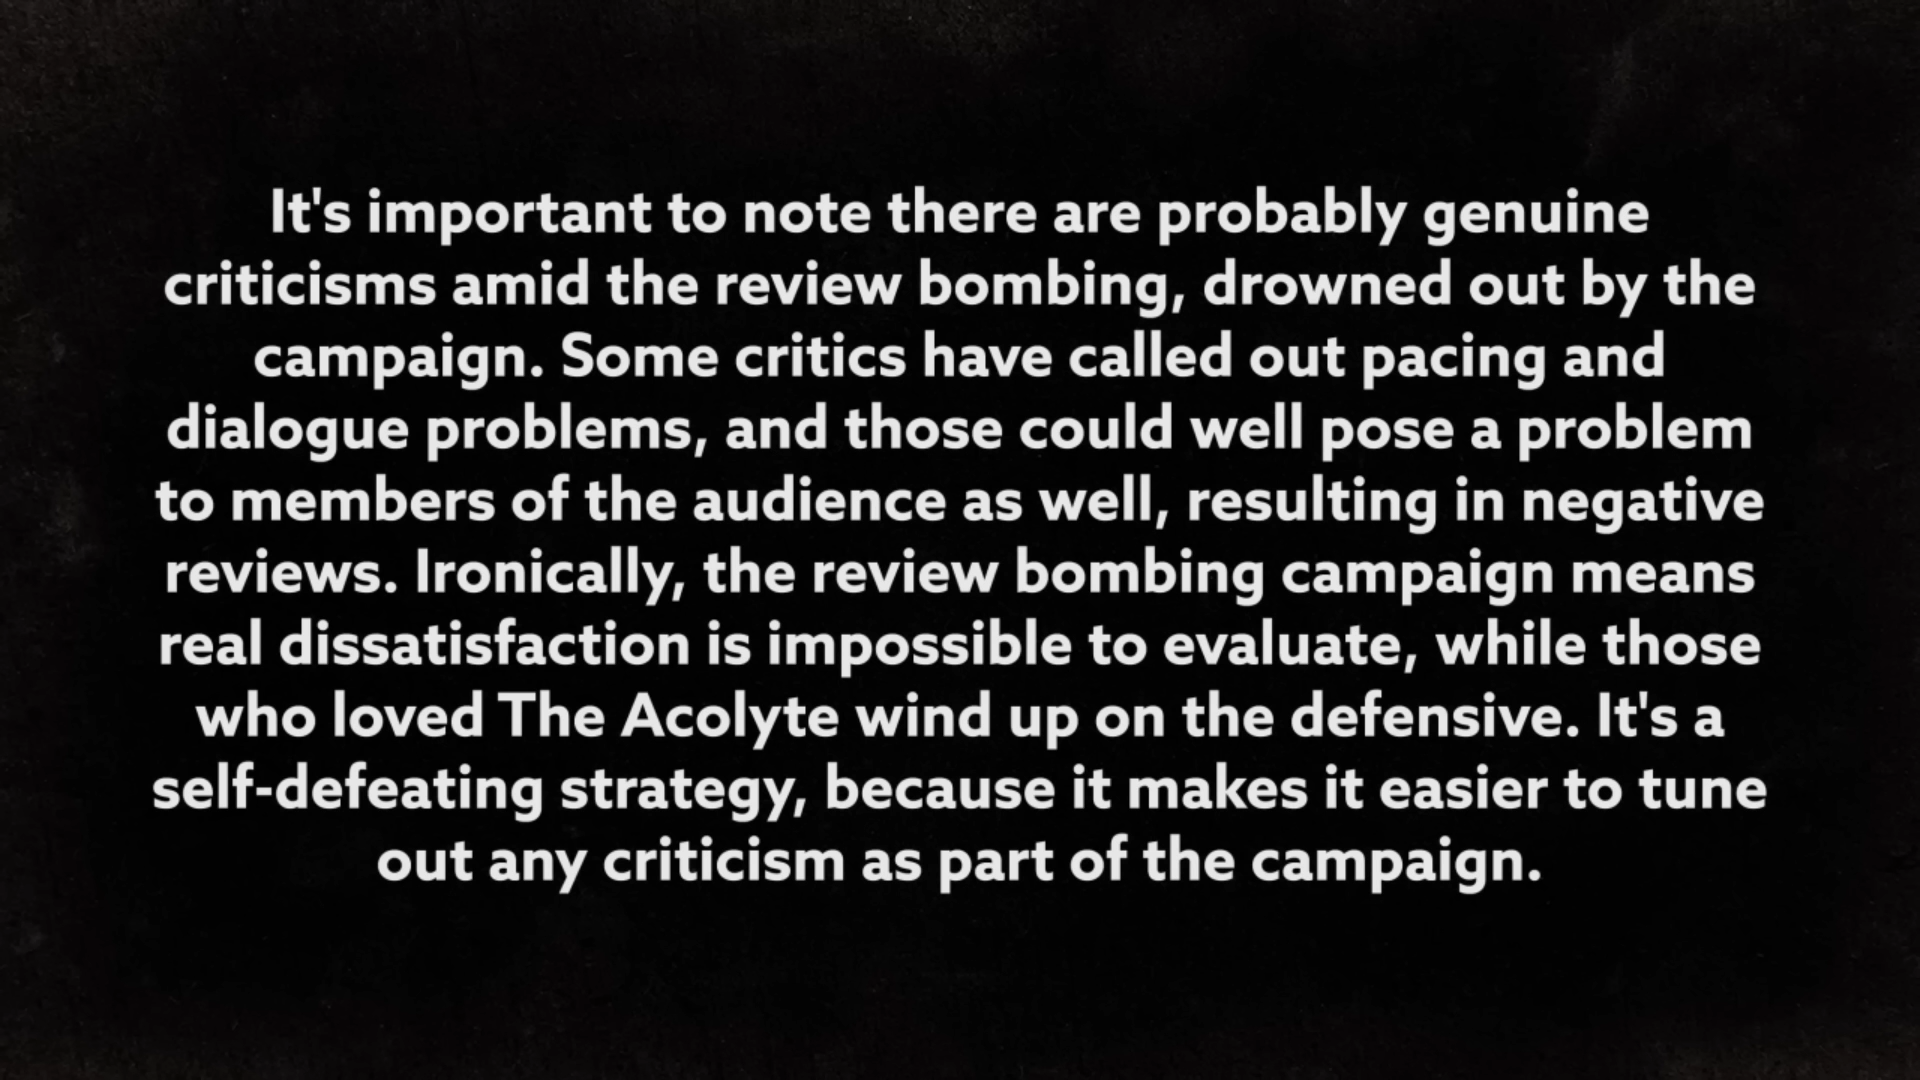 It's important to note there are probably genuine
criticisms amid the review bombing, drowned out by the
campaign. Some critics have called out pacing and
dialogue problems, and those could well pose a problem
to members of the audience as well, resulting in negative
reviews. Ironically, the review bombing campaign means
real dissatisfaction is impossible to evaluate, while those
who loved The Acolyte wind up on the defensive. It's a
self-defeating strategy, because it makes it easier to tune
out any criticism as part of the campaign.